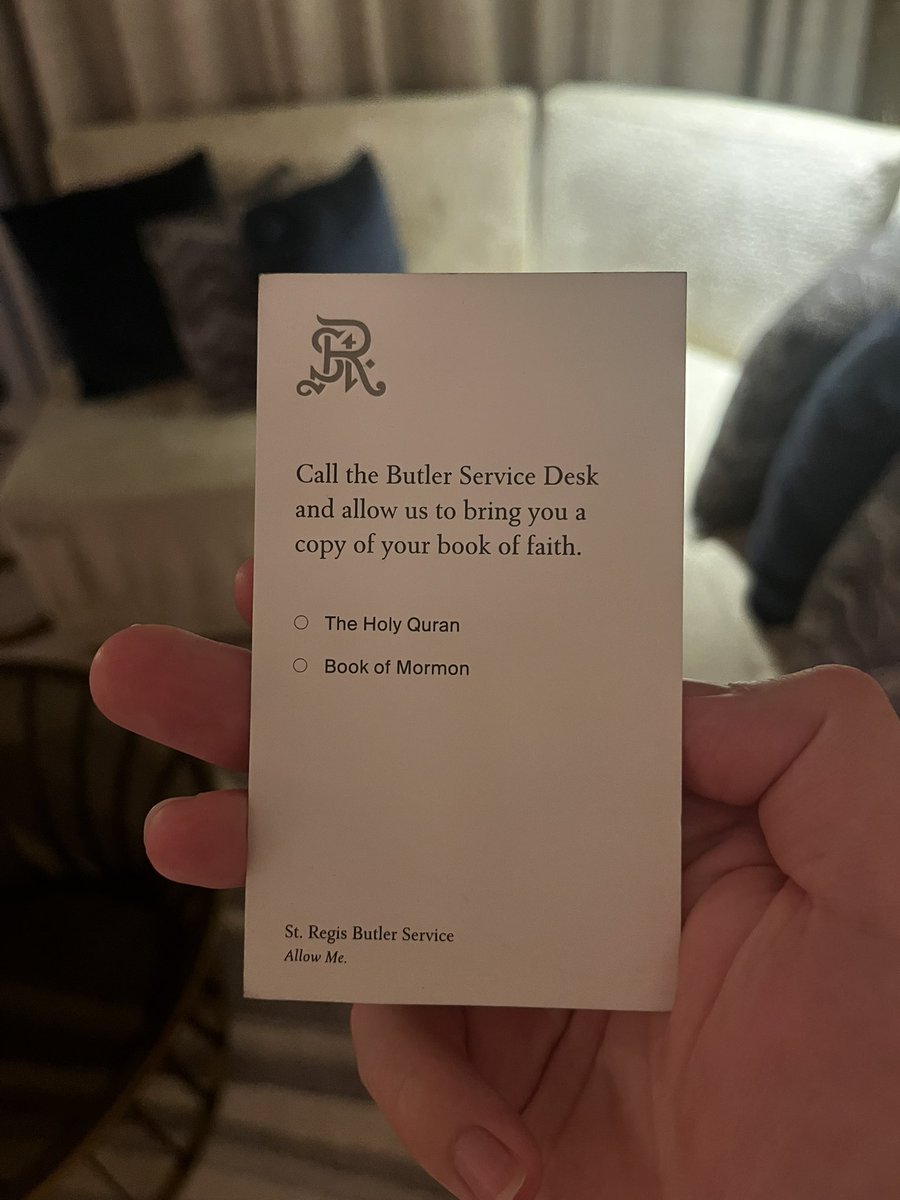 SR
Call the Butler Service Desk
and allow us to bring you a
copy of your book of faith.
The Holy Quran
Book of Mormon
St. Regis Butler Service
Allow Me.